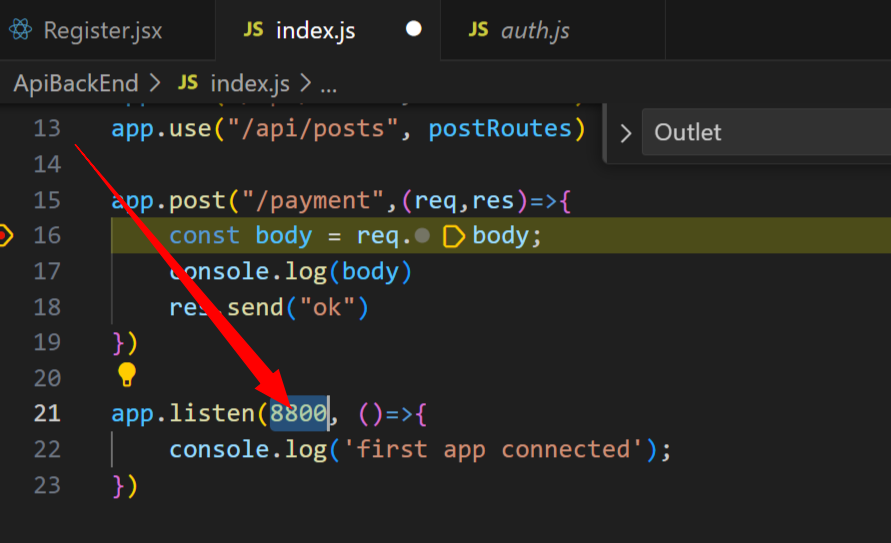 Register.jsx JS index.js JS auth.js
ApiBackEnd > JS index.js > ...
13 app.use("/api/posts", postRoutes)
Outlet
14
15 app.post("/payment",(req,res)=>{
16 const body = req.body;
17 console.log(body)
18 res.send("ok")
19 })
20
21 app.listen(8800, ()=>{
22 console.log('first app connected');
23 })